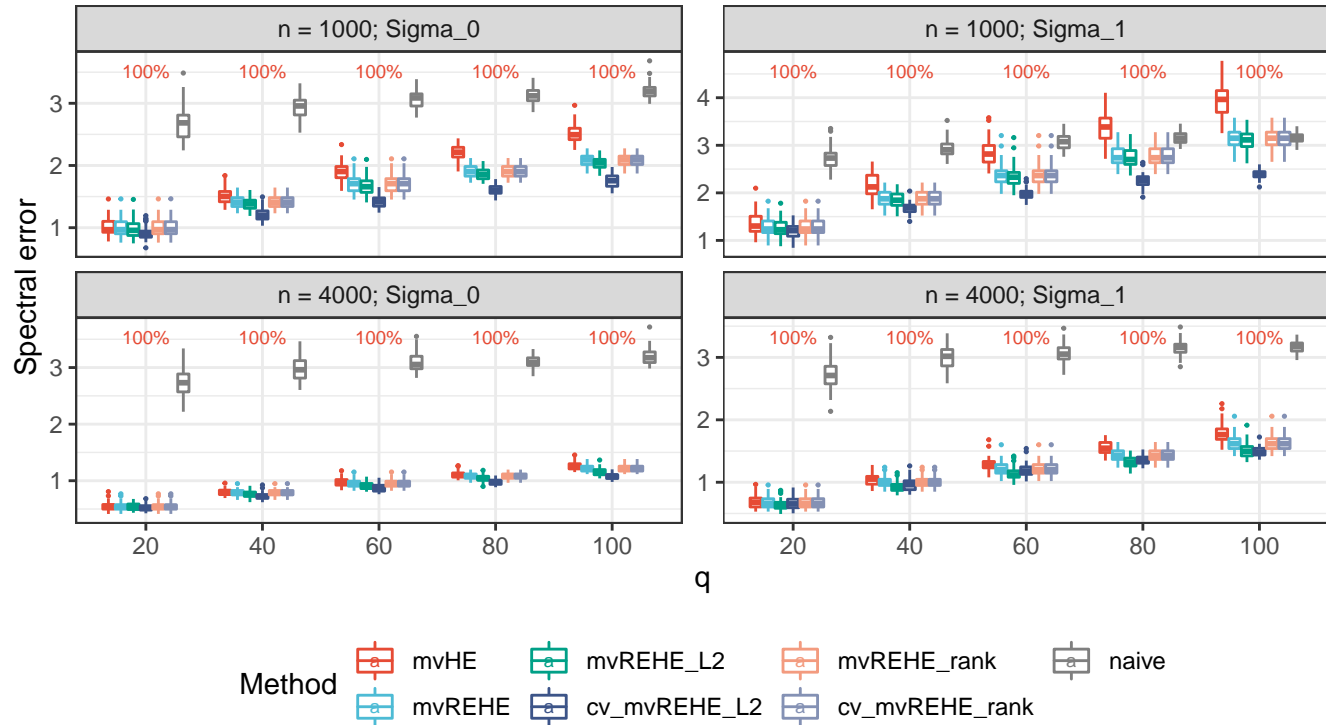 n = 1000; Sigma_0
n = 1000; Sigma_1
100% 100% 100% 100% 100%
100% 100% 100% 100% 100%
3
2
1
4
3
2
1
Spectral error
n = 4000; Sigma_0
n = 4000; Sigma_1
100% 100% 100% 100% 100%
100% 100% 100% 100% 100%
3
2
1
3
2
1
20 40 60 80 100
20 40 60 80 100
q
Method
a mvHE
a mvREHE_L2
a mvREHE_rank
a naive
a mvREHE
a cv_mvREHE_L2
a cv_mvREHE_rank